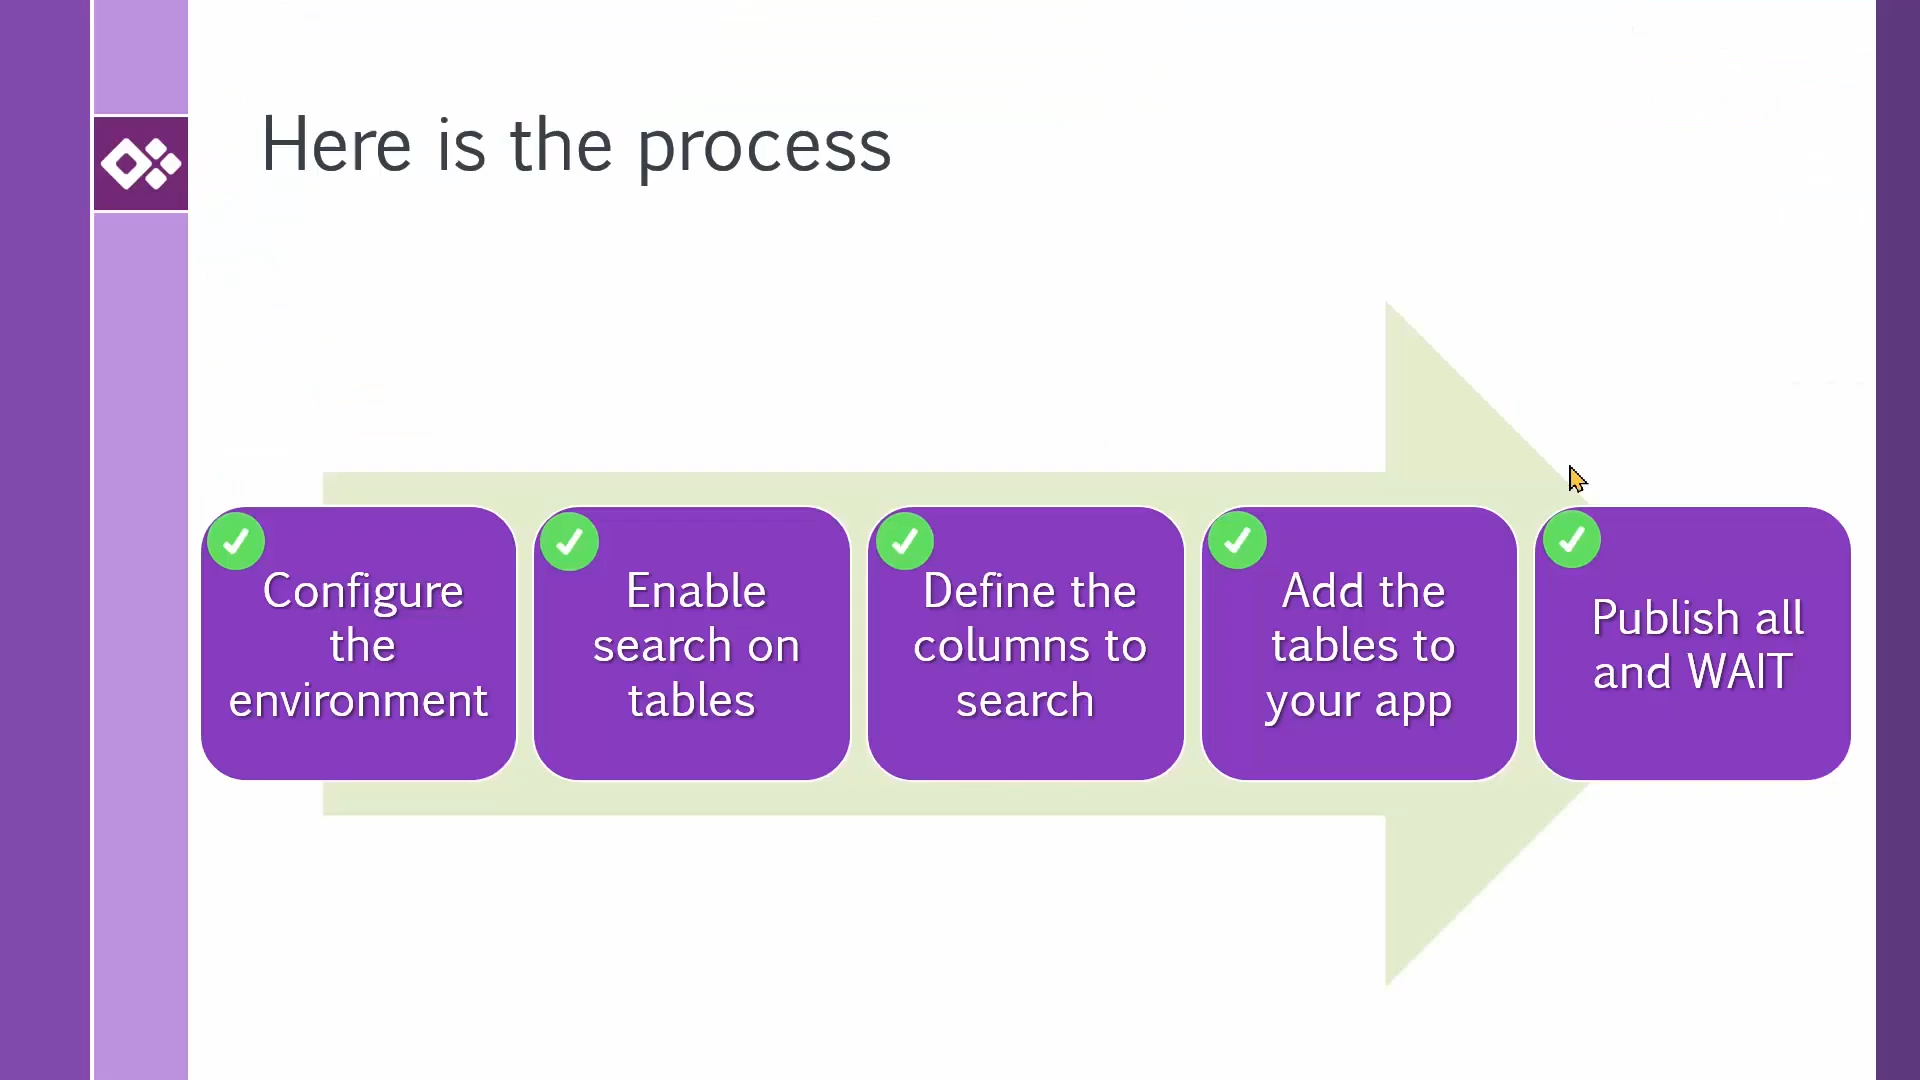 Here is the process
Configure
the
environment
Enable
search on
tables
Define the
columns to
search
Add the
tables to
your app
Publish all
and WAIT